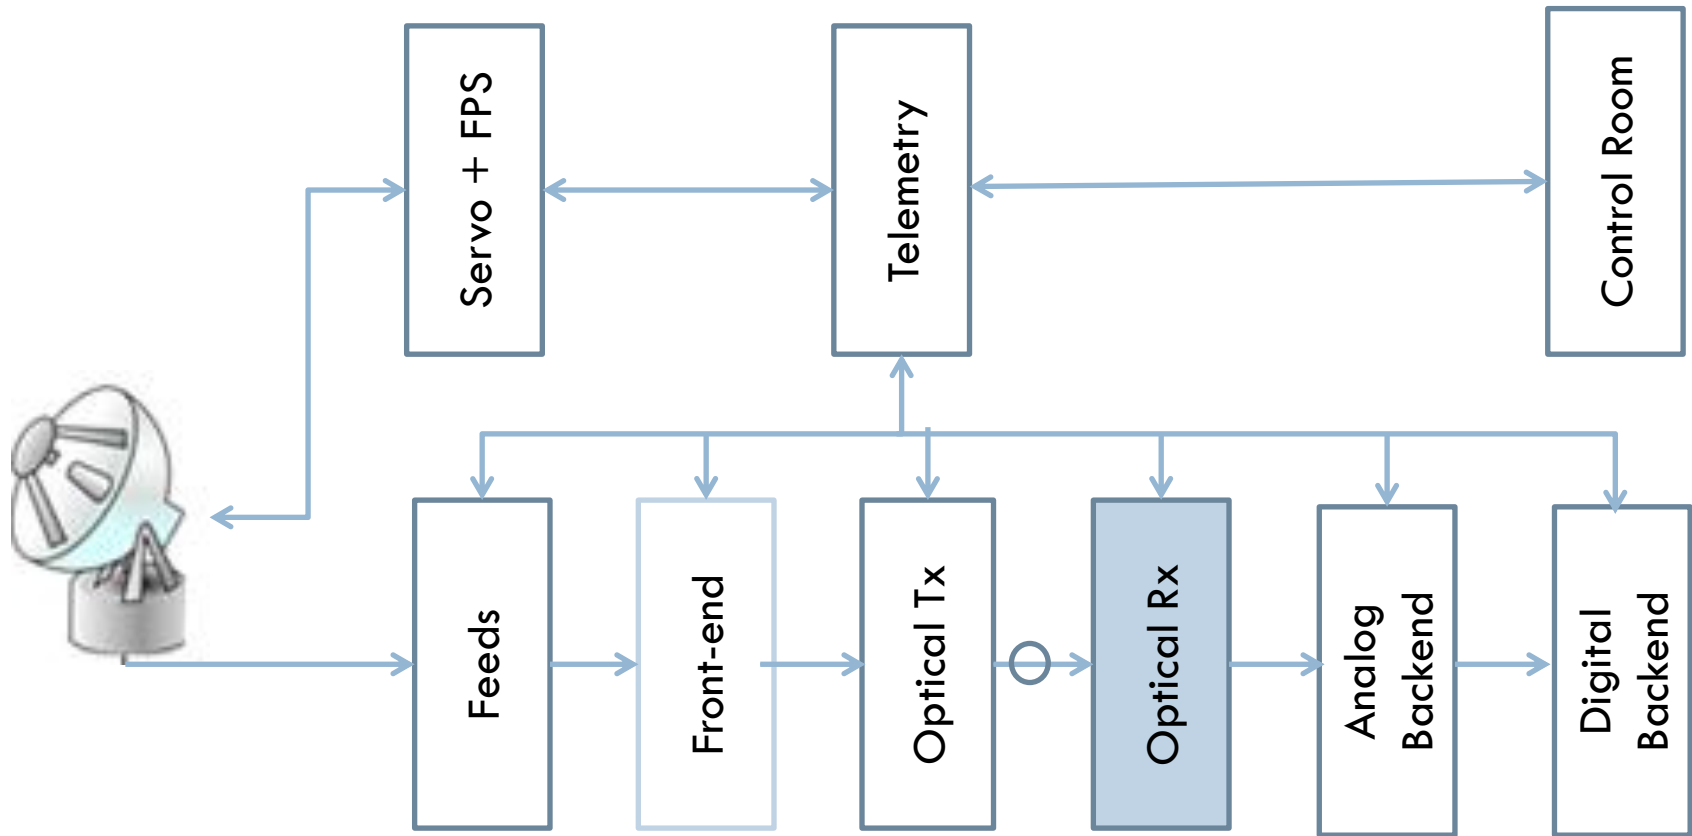 Servo + FPS
Telemetry
Control Room
Feeds
Front-end
Optical Tx
Optical Rx
Analog
Backend
Digital
Backend